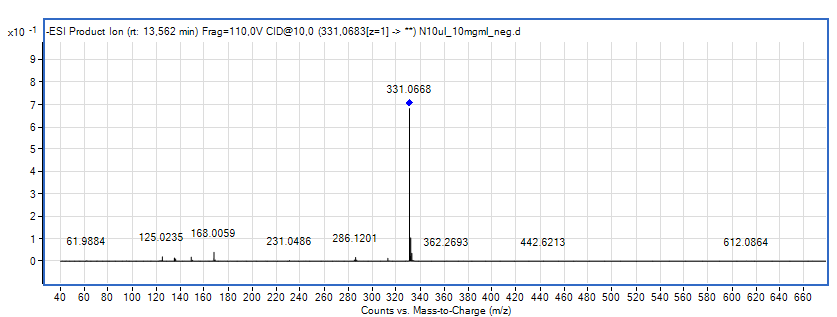 x10 -1 -ESI Product Ion (rt: 13,562 min) Frag=110,0V CID@10,0 (331,0683[z=1] -> **) N10ul_10mgml_neg.d
9
8
7
6
5
4
3
2
1
0
331.0668
61.9884 125.0235 168.0059 231.0486 286.1201 362.2693 442.6213 612.0864
40 60 80 100 120 140 160 180 200 220 240 260 280 300 320 340 360 380 400 420 440 460 480 500 520 540 560 580 600 620 640 660
Counts vs. Mass-to-Charge (m/z)